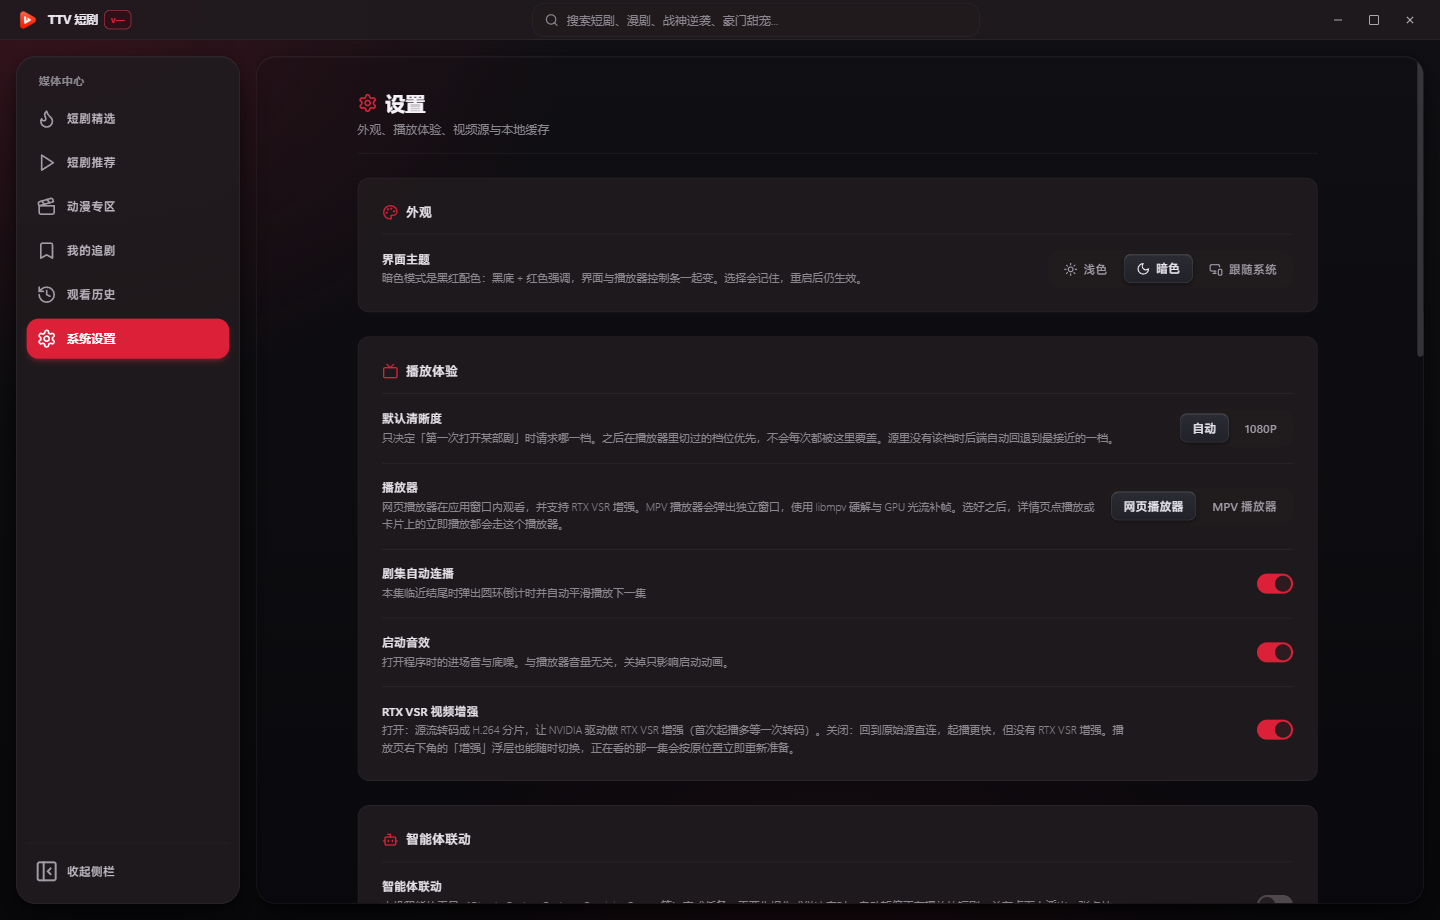 TTV 短剧 v—
搜索短剧、漫剧、战神逆袭、豪门甜宠...
媒体中心
短剧精选
短剧推荐
动漫专区
我的追剧
观看历史
系统设置
收起侧栏
设置
外观、播放体验、视频源与本地缓存
外观
界面主题
暗色模式是黑红配色：黑底 + 红色强调，界面与播放器控制条一起变。选择会记住，重启后仍生效。
浅色 暗色 跟随系统
播放体验
默认清晰度
只决定「第一次打开某部剧」时请求哪一档。之后在播放器里切过的档位优先，不会每次都被这里覆盖。源里没有该档时后端自动回退到最接近的一档。
自动 1080P
播放器
网页播放器在应用窗口内观看，并支持 RTX VSR 增强。MPV 播放器会弹出独立窗口，使用 libmpv 硬解与 GPU 光流补帧。选好之后，详情页点播放或
卡片上的立即播放都会走这个播放器。
网页播放器 MPV 播放器
剧集自动连播
本集临近结尾时弹出圆环倒计时并自动平滑播放下一集
启动音效
打开程序时的进场音与底噪。与播放器音量无关，关掉只影响启动动画。
RTX VSR 视频增强
打开：源流转码成 H.264 分片，让 NVIDIA 驱动做 RTX VSR 增强（首次起播多等一次转码）。关闭：回到原始源直连，起播更快，但没有 RTX VSR 增强。播
放页右下角的「增强」浮层也能随时切换，正在看的那一集会按原位置立即重新准备。
智能体联动
智能体联动